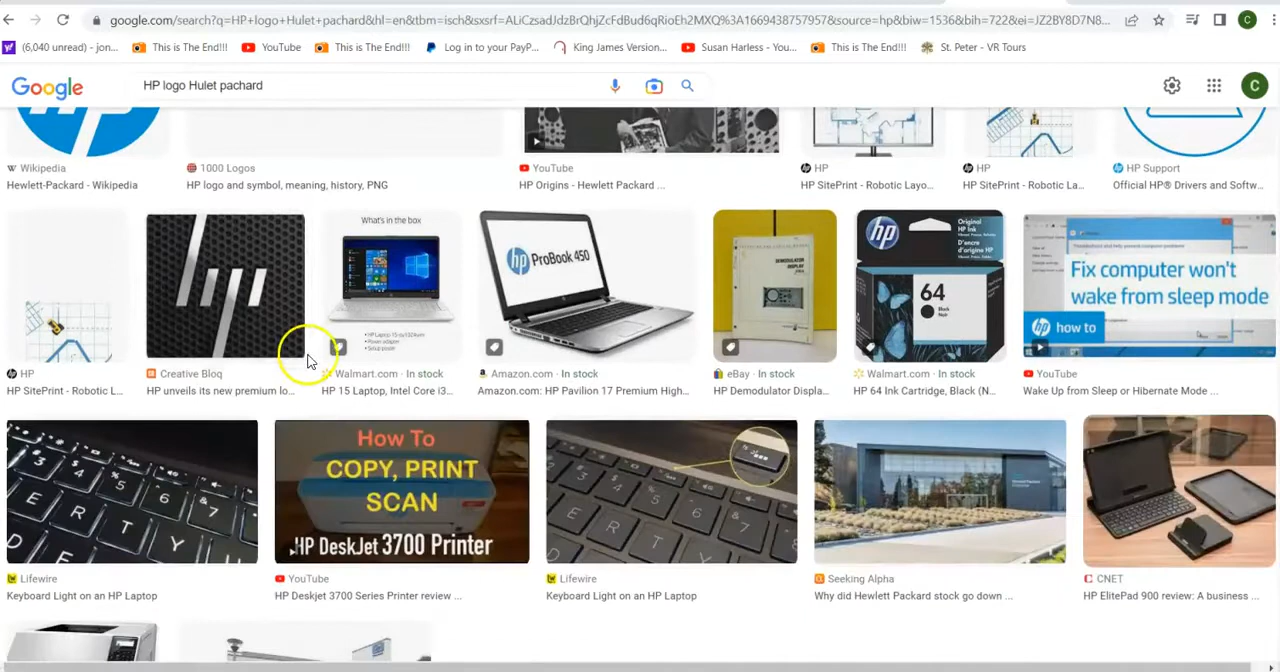 google.com/search?q=HP+logo+Hulet+pachard&hl=en&tbm=isch&sxsrf=ALiCzsadJdzBrQhjZcFdBud6qRioEh2MXQ%3A1669438757957&source=hp&biw=1536&bih=722&ei=JZ2BY8D7N8...
C
(6,040 unread) - jon...
This is The End!!!
YouTube
This is The End!!!
Log in to your PayP...
King James Version...
Susan Harless - You...
This is The End!!!
St. Peter - VR Tours
Google
HP logo Hulet pachard
C
Wikipedia
Hewlett-Packard - Wikipedia
1000 Logos
HP logo and symbol, meaning, history, PNG
YouTube
HP Origins - Hewlett Packard ...
HP
HP SitePrint - Robotic Layo...
HP
HP SitePrint - Robotic La...
HP Support
Official HP® Drivers and Softw...
What's in the box
hp ProBook 450
DEMODULATOR
DISPLAY
hp
Original
HP Ink
64
Black
Noir
Fix computer won't
wake from sleep mode
hp how to
HP
HP SitePrint - Robotic L...
Creative Bloq
HP unveils its new premium lo...
Walmart.com · In stock
HP 15 Laptop, Intel Core i3...
Amazon.com · In stock
Amazon.com: HP Pavilion 17 Premium High...
eBay · In stock
HP Demodulator Displa...
Walmart.com · In stock
HP 64 Ink Cartridge, Black (N...
YouTube
Wake Up from Sleep or Hibernate Mode ...
# 3
$ 4
% 5
6
& 7
E R T Y
D F
How To
COPY, PRINT
SCAN
HP DeskJet 3700 Printer
E R T Y
Lifewire
Keyboard Light on an HP Laptop
YouTube
HP Deskjet 3700 Series Printer review ...
Lifewire
Keyboard Light on an HP Laptop
Seeking Alpha
Why did Hewlett Packard stock go down ...
CNET
HP ElitePad 900 review: A business ...